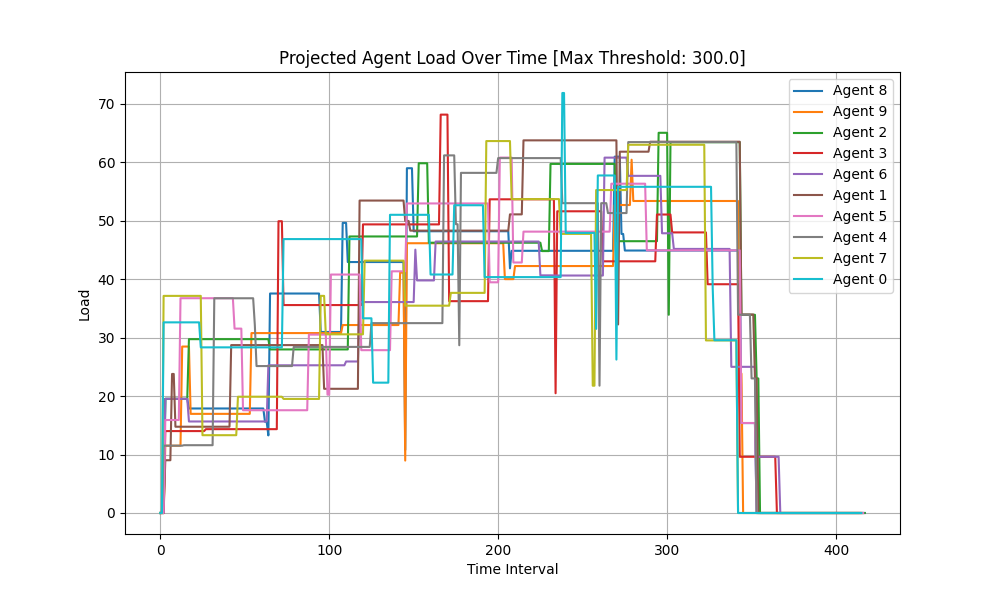 Projected Agent Load Over Time [Max Threshold: 300.0]
Load
70
60
50
40
30
20
10
0
0 100 200 300 400
Time Interval
Agent 8
Agent 9
Agent 2
Agent 3
Agent 6
Agent 1
Agent 5
Agent 4
Agent 7
Agent 0